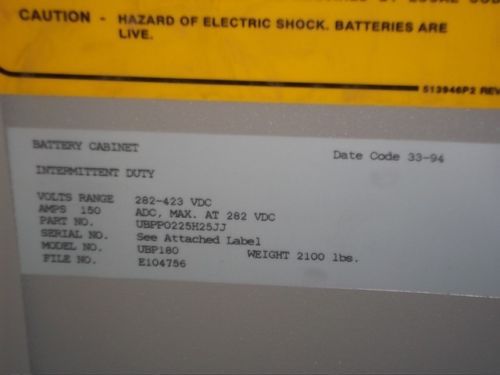 CAUTION - HAZARD OF ELECTRIC SHOCK. BATTERIES ARE
LIVE.
513946P2 REV
BATTERY CABINET
Date Code 33-94
INTERMITTENT DUTY
VOLTS RANGE 282-423 VDC
AMPS 150 ADC, MAX. AT 282 VDC
PART NO. UBPP0225H25JJ
SERIAL NO. See Attached Label
MODEL NO. UBP180 WEIGHT 2100 lbs.
FILE NO. E104756